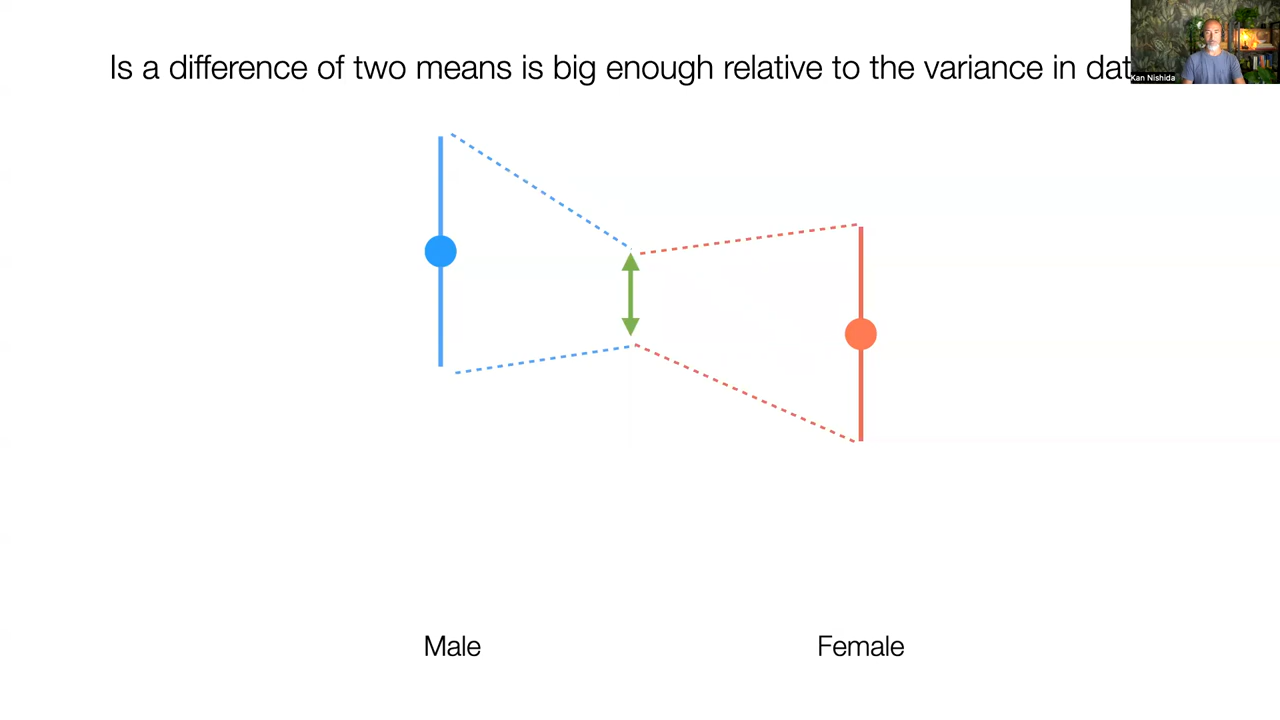 Is a difference of two means is big enough relative to the variance in dat
Kan Nishida
Male
Female